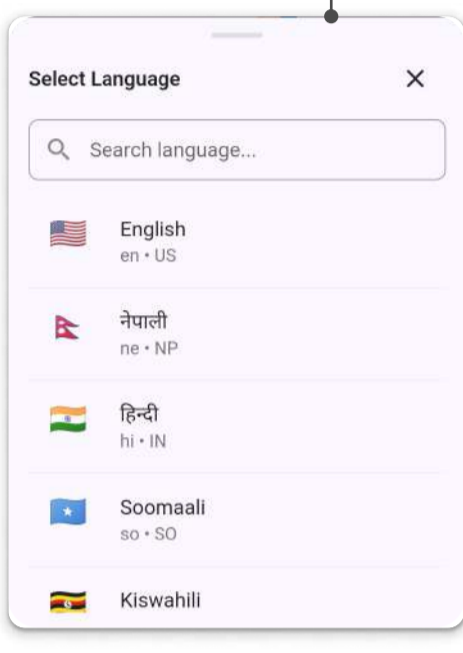 Select Language
Search language...
English
en • US
नेपाली
ne • NP
हिन्दी
hi • IN
Soomaali
so • SO
Kiswahili